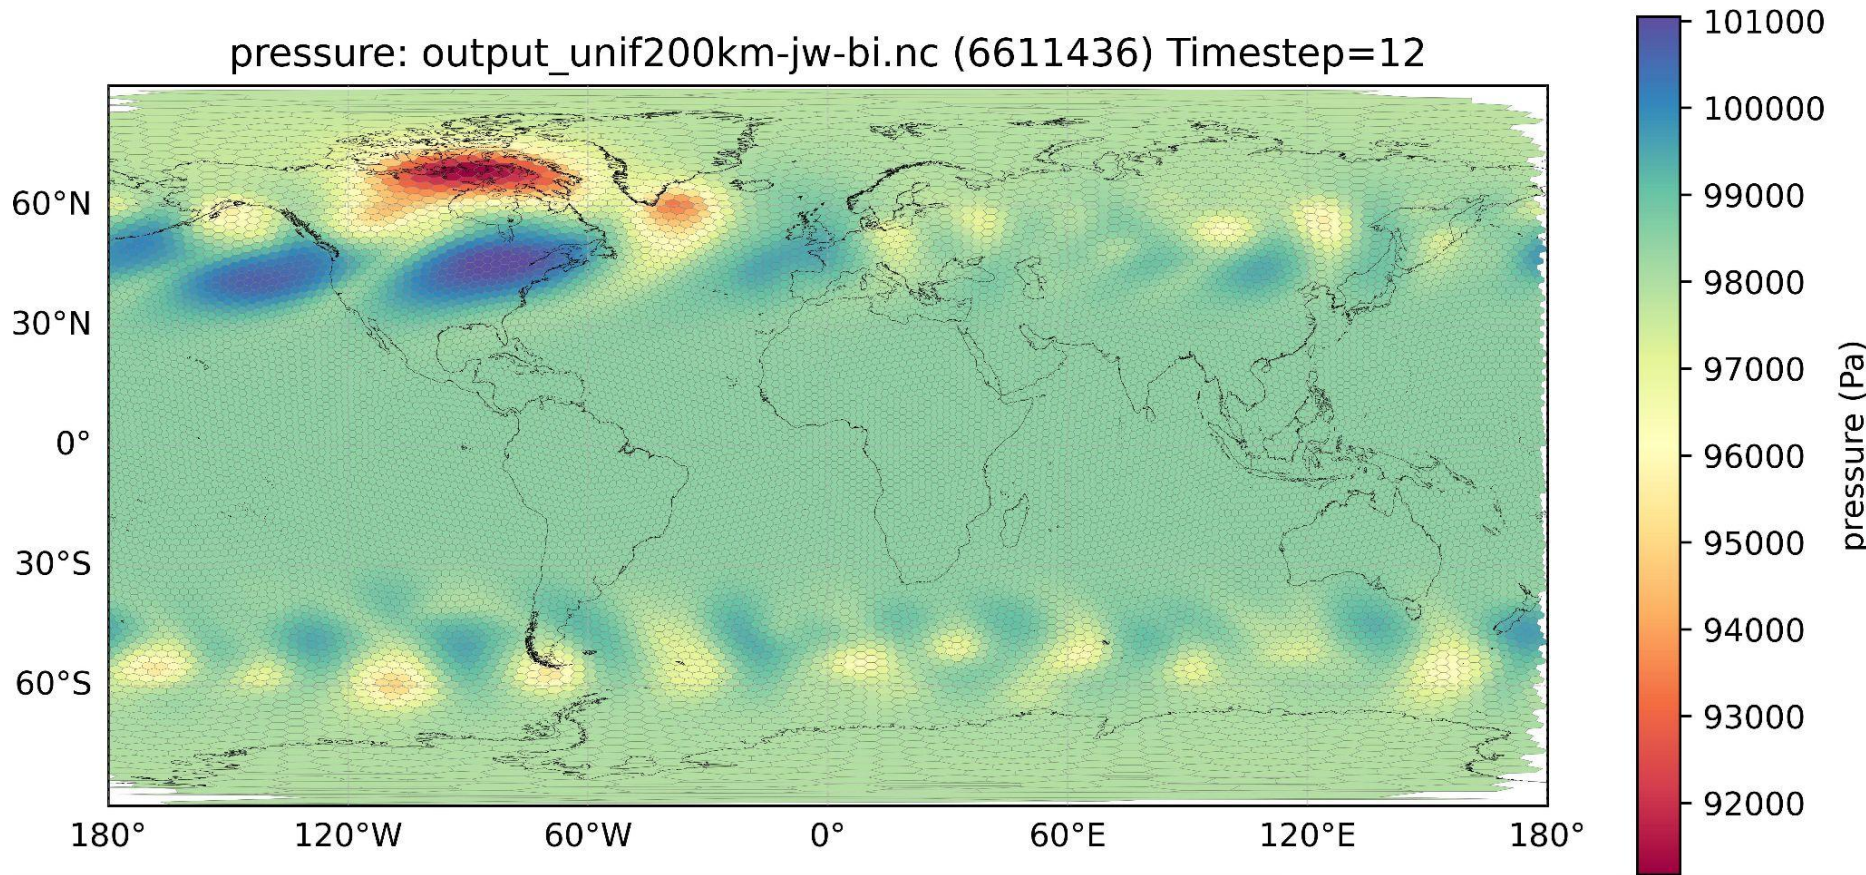 pressure: output_unif200km-jw-bi.nc (6611436) Timestep=12
60°N
30°N
0°
30°S
60°S
180° 120°W 60°W 0° 60°E 120°E 180°
101000
100000
99000
98000
97000
96000
95000
94000
93000
92000
pressure (Pa)